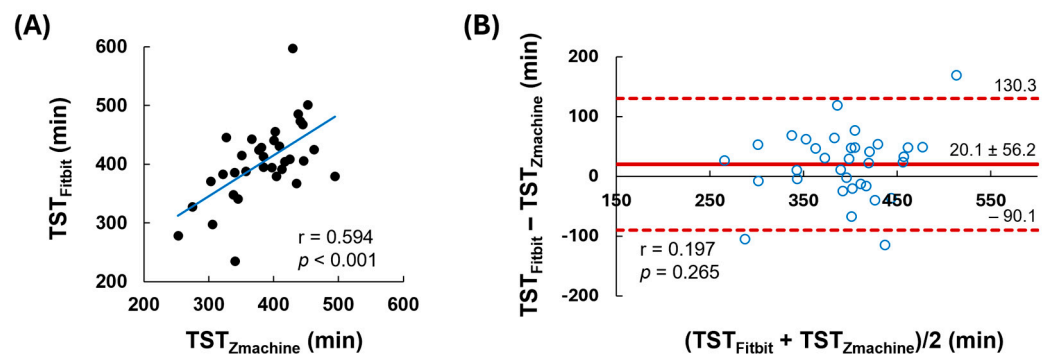 (A)
600
500
400
300
200
200 300 400 500 600
TST_Fitbit (min)
TST_Zmachine (min)
r = 0.594
p < 0.001
(B)
200
100
0
-100
-200
150 250 350 450 550
TST_Fitbit − TST_Zmachine (min)
(TST_Fitbit + TST_Zmachine)/2 (min)
130.3
20.1 ± 56.2
− 90.1
r = 0.197
p = 0.265